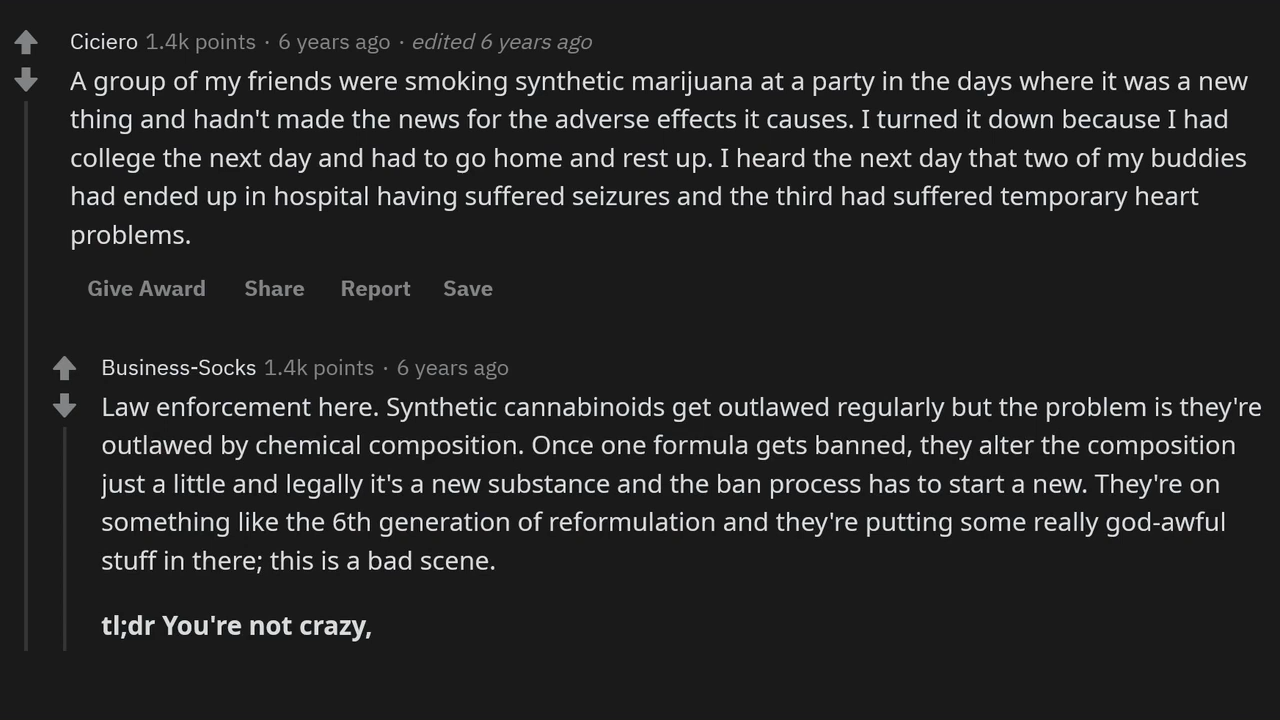 Ciciero 1.4k points · 6 years ago · edited 6 years ago
A group of my friends were smoking synthetic marijuana at a party in the days where it was a new
thing and hadn't made the news for the adverse effects it causes. I turned it down because I had
college the next day and had to go home and rest up. I heard the next day that two of my buddies
had ended up in hospital having suffered seizures and the third had suffered temporary heart
problems.
Give Award Share Report Save
Business-Socks 1.4k points · 6 years ago
Law enforcement here. Synthetic cannabinoids get outlawed regularly but the problem is they're
outlawed by chemical composition. Once one formula gets banned, they alter the composition
just a little and legally it's a new substance and the ban process has to start a new. They're on
something like the 6th generation of reformulation and they're putting some really god-awful
stuff in there; this is a bad scene.
tl;dr You're not crazy,